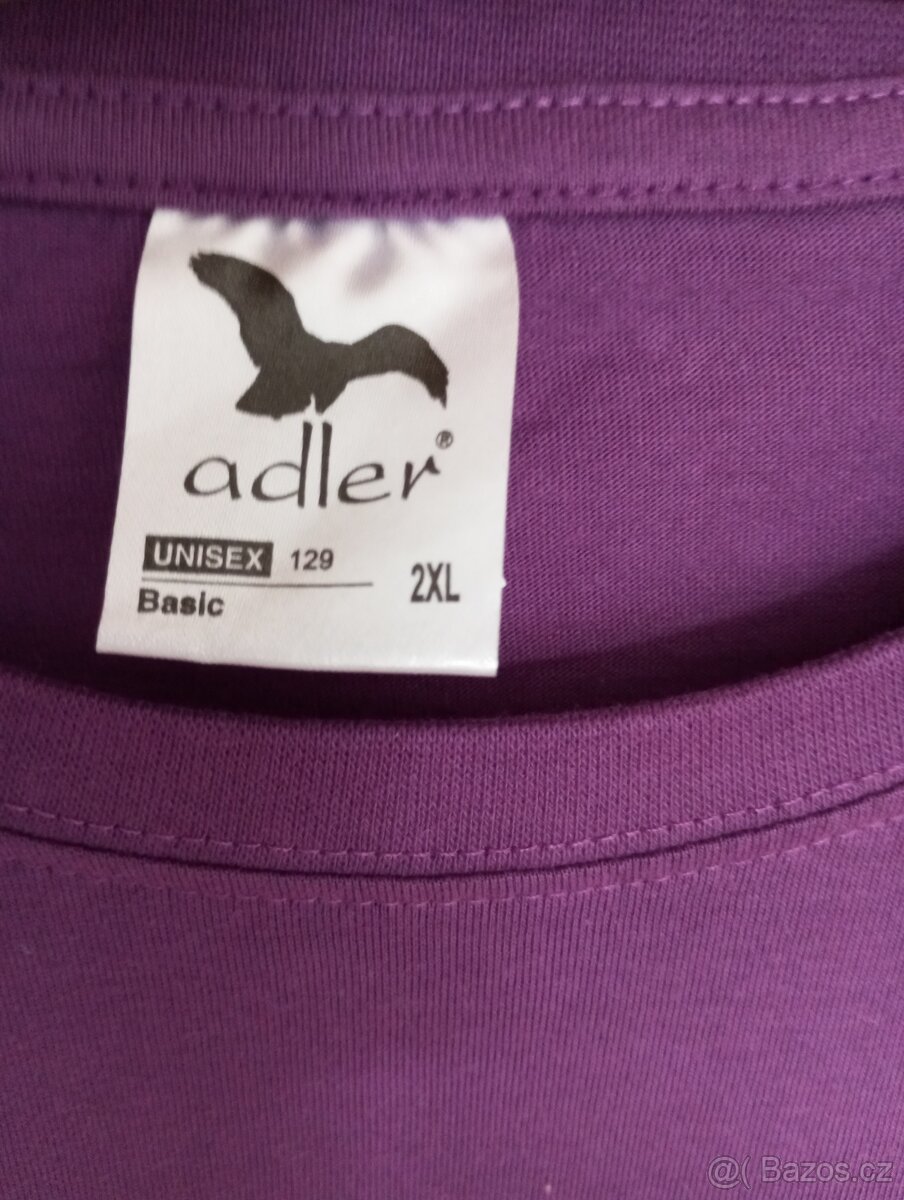 adler®
UNISEX 129
Basic
2XL
@( Bazos.cz